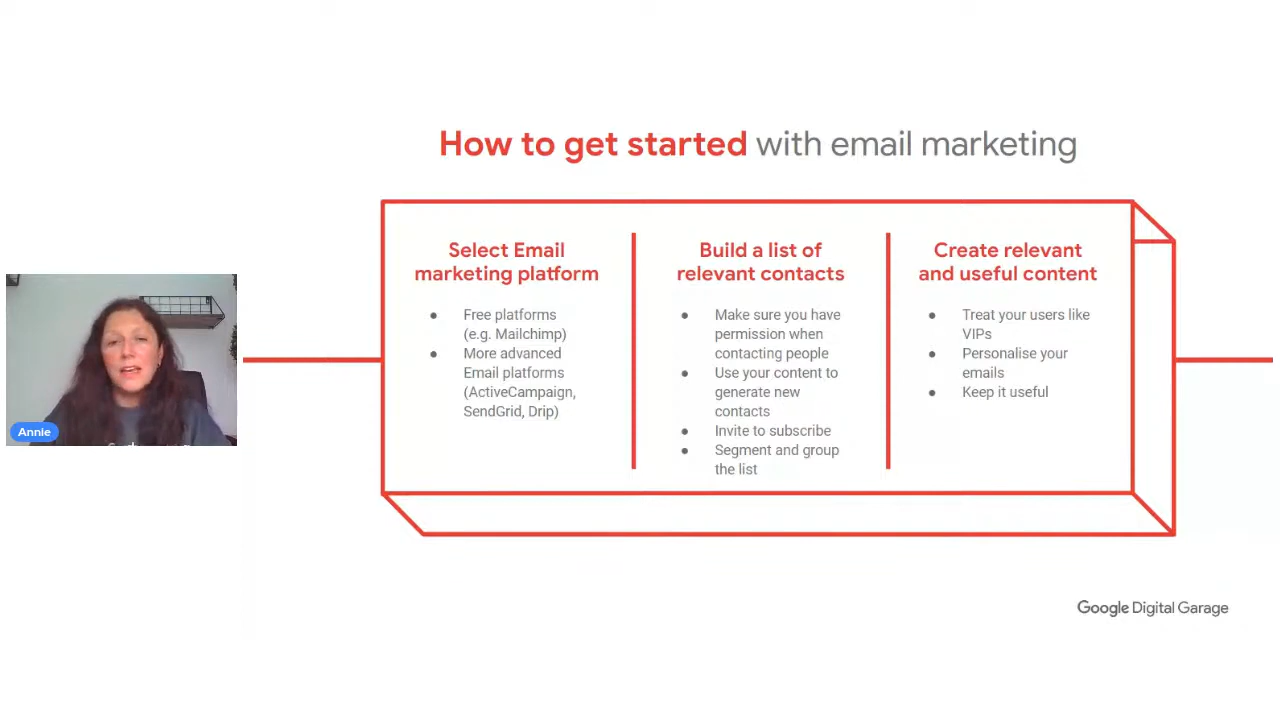 How to get started with email marketing
Select Email
marketing platform
● Free platforms
(e.g. Mailchimp)
● More advanced
Email platforms
(ActiveCampaign,
SendGrid, Drip)
Build a list of
relevant contacts
● Make sure you have
permission when
contacting people
● Use your content to
generate new
contacts
● Invite to subscribe
● Segment and group
the list
Create relevant
and useful content
● Treat your users like
VIPs
● Personalise your
emails
● Keep it useful
Annie
Google Digital Garage